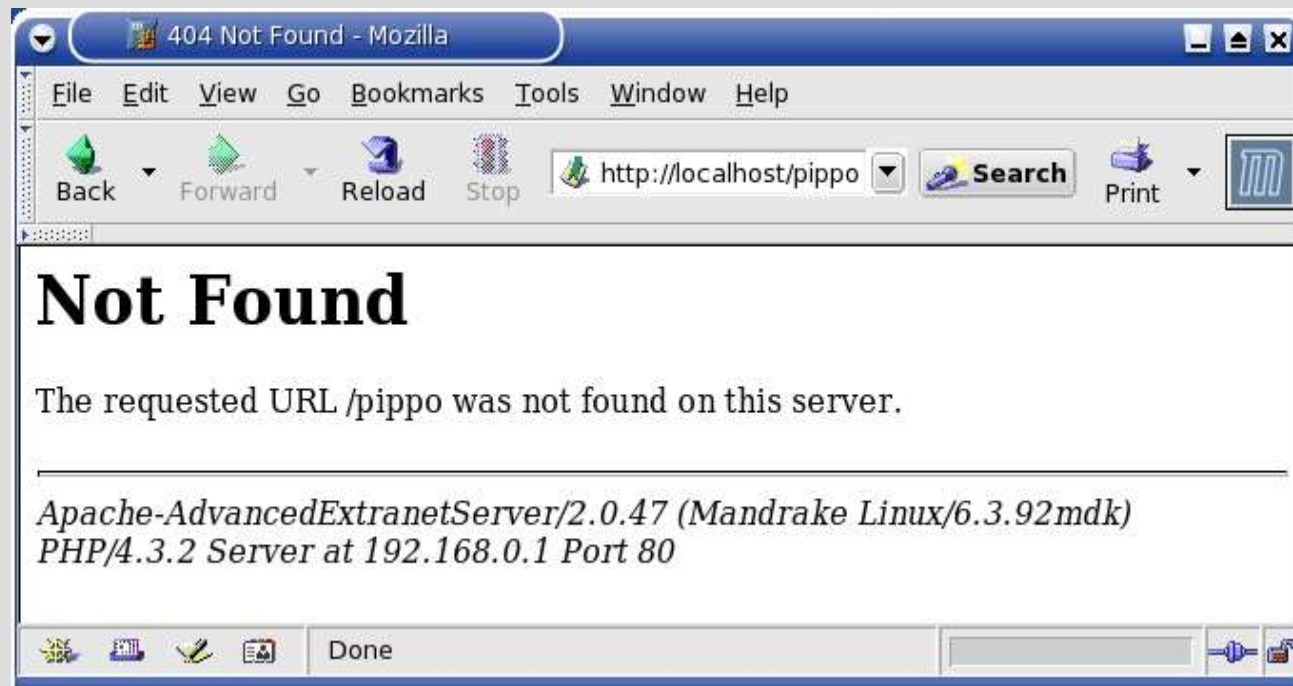 404 Not Found - Mozilla
File Edit View Go Bookmarks Tools Window Help
Back Forward Reload Stop http://localhost/pippo Search Print m
Not Found
The requested URL /pippo was not found on this server.
Apache-AdvancedExtranetServer/2.0.47 (Mandrake Linux/6.3.92mdk)
PHP/4.3.2 Server at 192.168.0.1 Port 80
Done